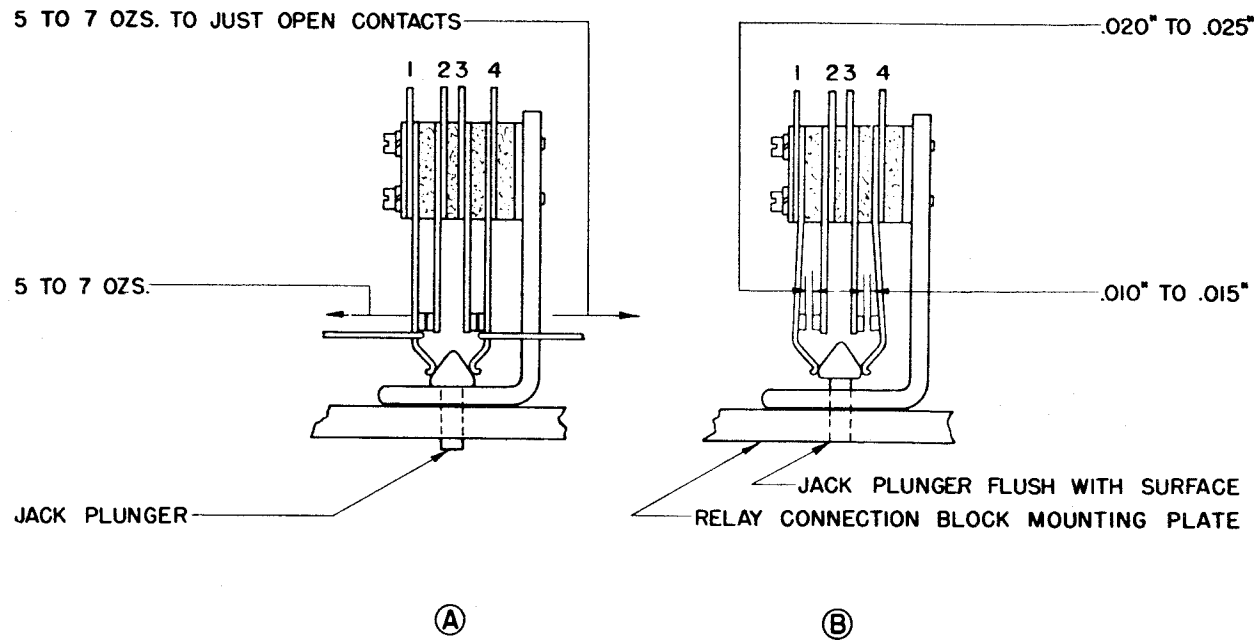 5 TO 7 OZS. TO JUST OPEN CONTACTS
.020" TO .025"
1 2 3 4
1 2 3 4
5 TO 7 OZS.
.010" TO .015"
JACK PLUNGER
JACK PLUNGER FLUSH WITH SURFACE
RELAY CONNECTION BLOCK MOUNTING PLATE
A
B